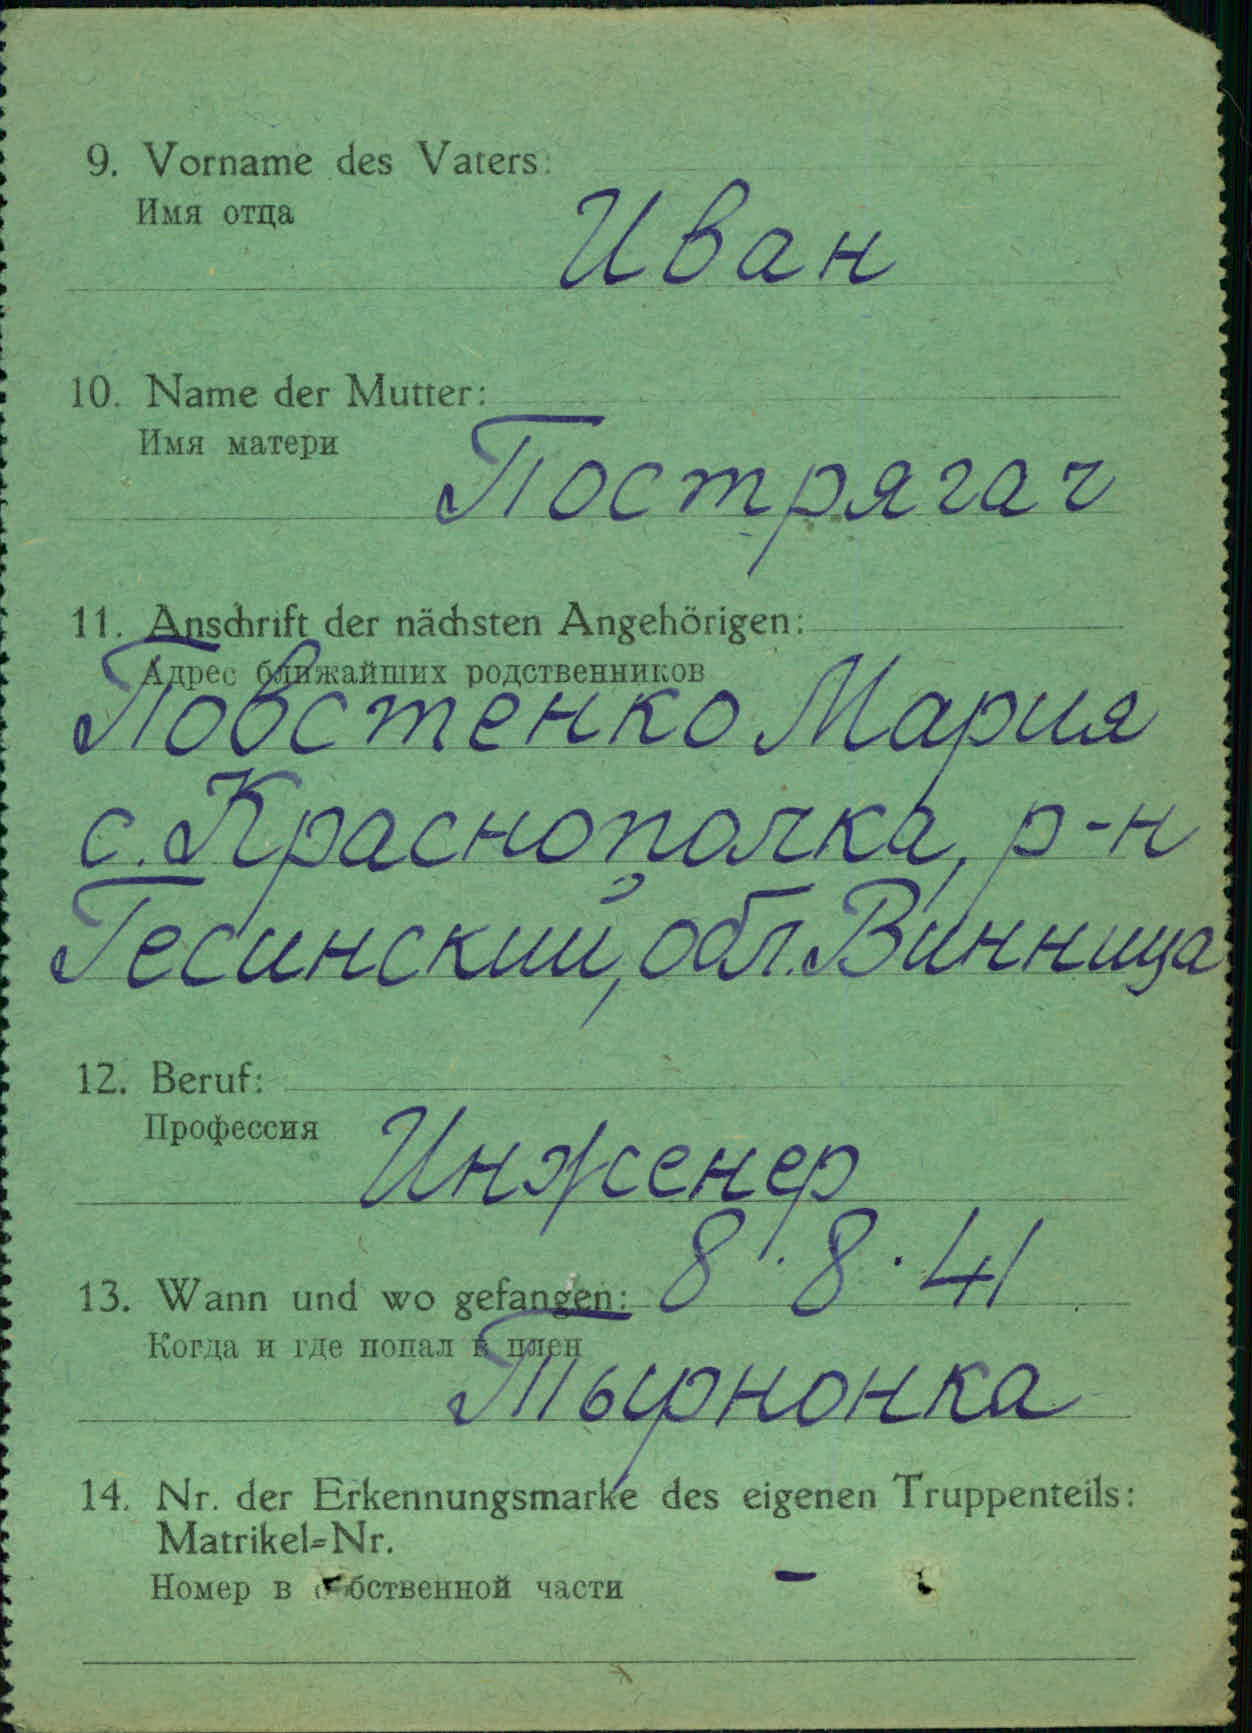 9. Vorname des Vaters:
Имя отца
Иван
10. Name der Mutter:
Имя матери
Пострягач
11. Anschrift der nächsten Angehörigen:
Адрес ближайших родственников
Повстенко Мария
с. Краснополка, р-н
Гесинский, обл. Винница
12. Beruf:
Профессия
Инженер
13. Wann und wo gefangen: 8.8.41
Когда и где попал в плен
Тырнонка
14. Nr. der Erkennungsmarke des eigenen Truppenteils:
Matrikel=Nr.
Номер в собственной части -